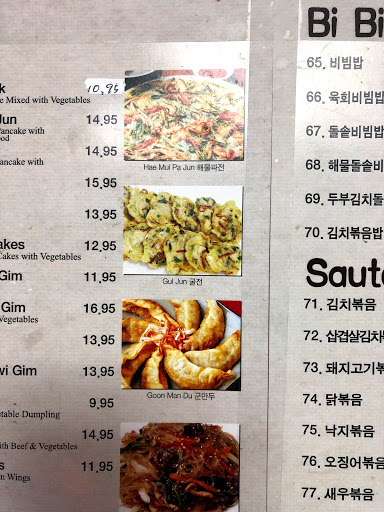 k
10,95
e Mixed with Vegetables
Jun
14,95
Pancake with
od
14,95
ancake with
15,95
13,95
akes
12,95
Cakes with Vegetables
Gim
11,95
Gim
16,95
Vegetables
13,95
wi Gim
13,95
9,95
table Dumpling
14,95
ith Beef & Vegetables
s
11,95
n Wings
Hae Mul Pa Jun 해물파전
Gul Jun 굴전
Goon Man Du 군만두
Bi Bi
65. 비빔밥
66. 육회비빔밥
67. 돌솥비빔밥
68. 해물돌솥비
69. 두부김치돌
70. 김치볶음밥
Saut
71. 김치볶음
72. 삽겹살김치
73. 돼지고기볶
74. 닭볶음
75. 낙지볶음
76. 오징어볶음
77. 새우볶음